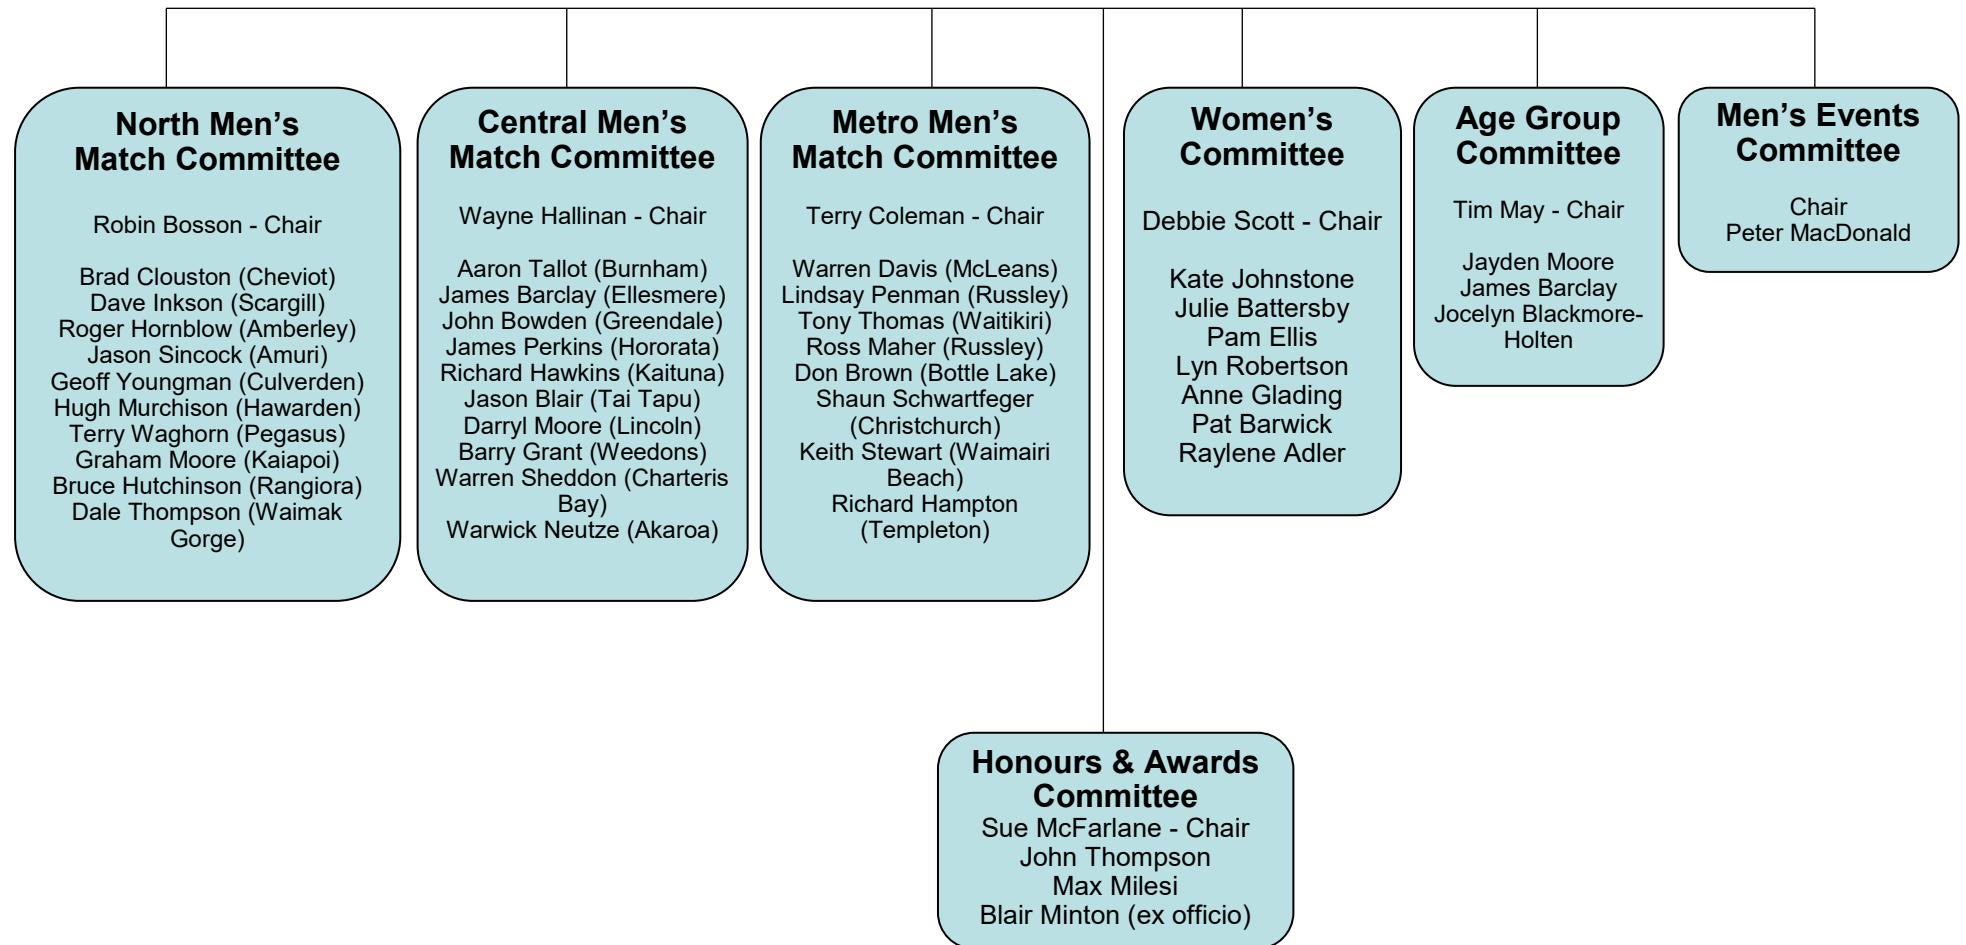 North Men’s
Match Committee
Robin Bosson - Chair
Brad Clouston (Cheviot)
Dave Inkson (Scargill)
Roger Hornblow (Amberley)
Jason Sincock (Amuri)
Geoff Youngman (Culverden)
Hugh Murchison (Hawarden)
Terry Waghorn (Pegasus)
Graham Moore (Kaiapoi)
Bruce Hutchinson (Rangiora)
Dale Thompson (Waimak
Gorge)
Central Men’s
Match Committee
Wayne Hallinan - Chair
Aaron Tallot (Burnham)
James Barclay (Ellesmere)
John Bowden (Greendale)
James Perkins (Hororata)
Richard Hawkins (Kaituna)
Jason Blair (Tai Tapu)
Darryl Moore (Lincoln)
Barry Grant (Weedons)
Warren Sheddon (Charteris
Bay)
Warwick Neutze (Akaroa)
Metro Men’s
Match Committee
Terry Coleman - Chair
Warren Davis (McLeans)
Lindsay Penman (Russley)
Tony Thomas (Waitikiri)
Ross Maher (Russley)
Don Brown (Bottle Lake)
Shaun Schwartfeger
(Christchurch)
Keith Stewart (Waimairi
Beach)
Richard Hampton
(Templeton)
Women’s
Committee
Debbie Scott - Chair
Kate Johnstone
Julie Battersby
Pam Ellis
Lyn Robertson
Anne Glading
Pat Barwick
Raylene Adler
Age Group
Committee
Tim May - Chair
Jayden Moore
James Barclay
Jocelyn Blackmore-
Holten
Men’s Events
Committee
Chair
Peter MacDonald
Honours & Awards
Committee
Sue McFarlane - Chair
John Thompson
Max Milesi
Blair Minton (ex officio)